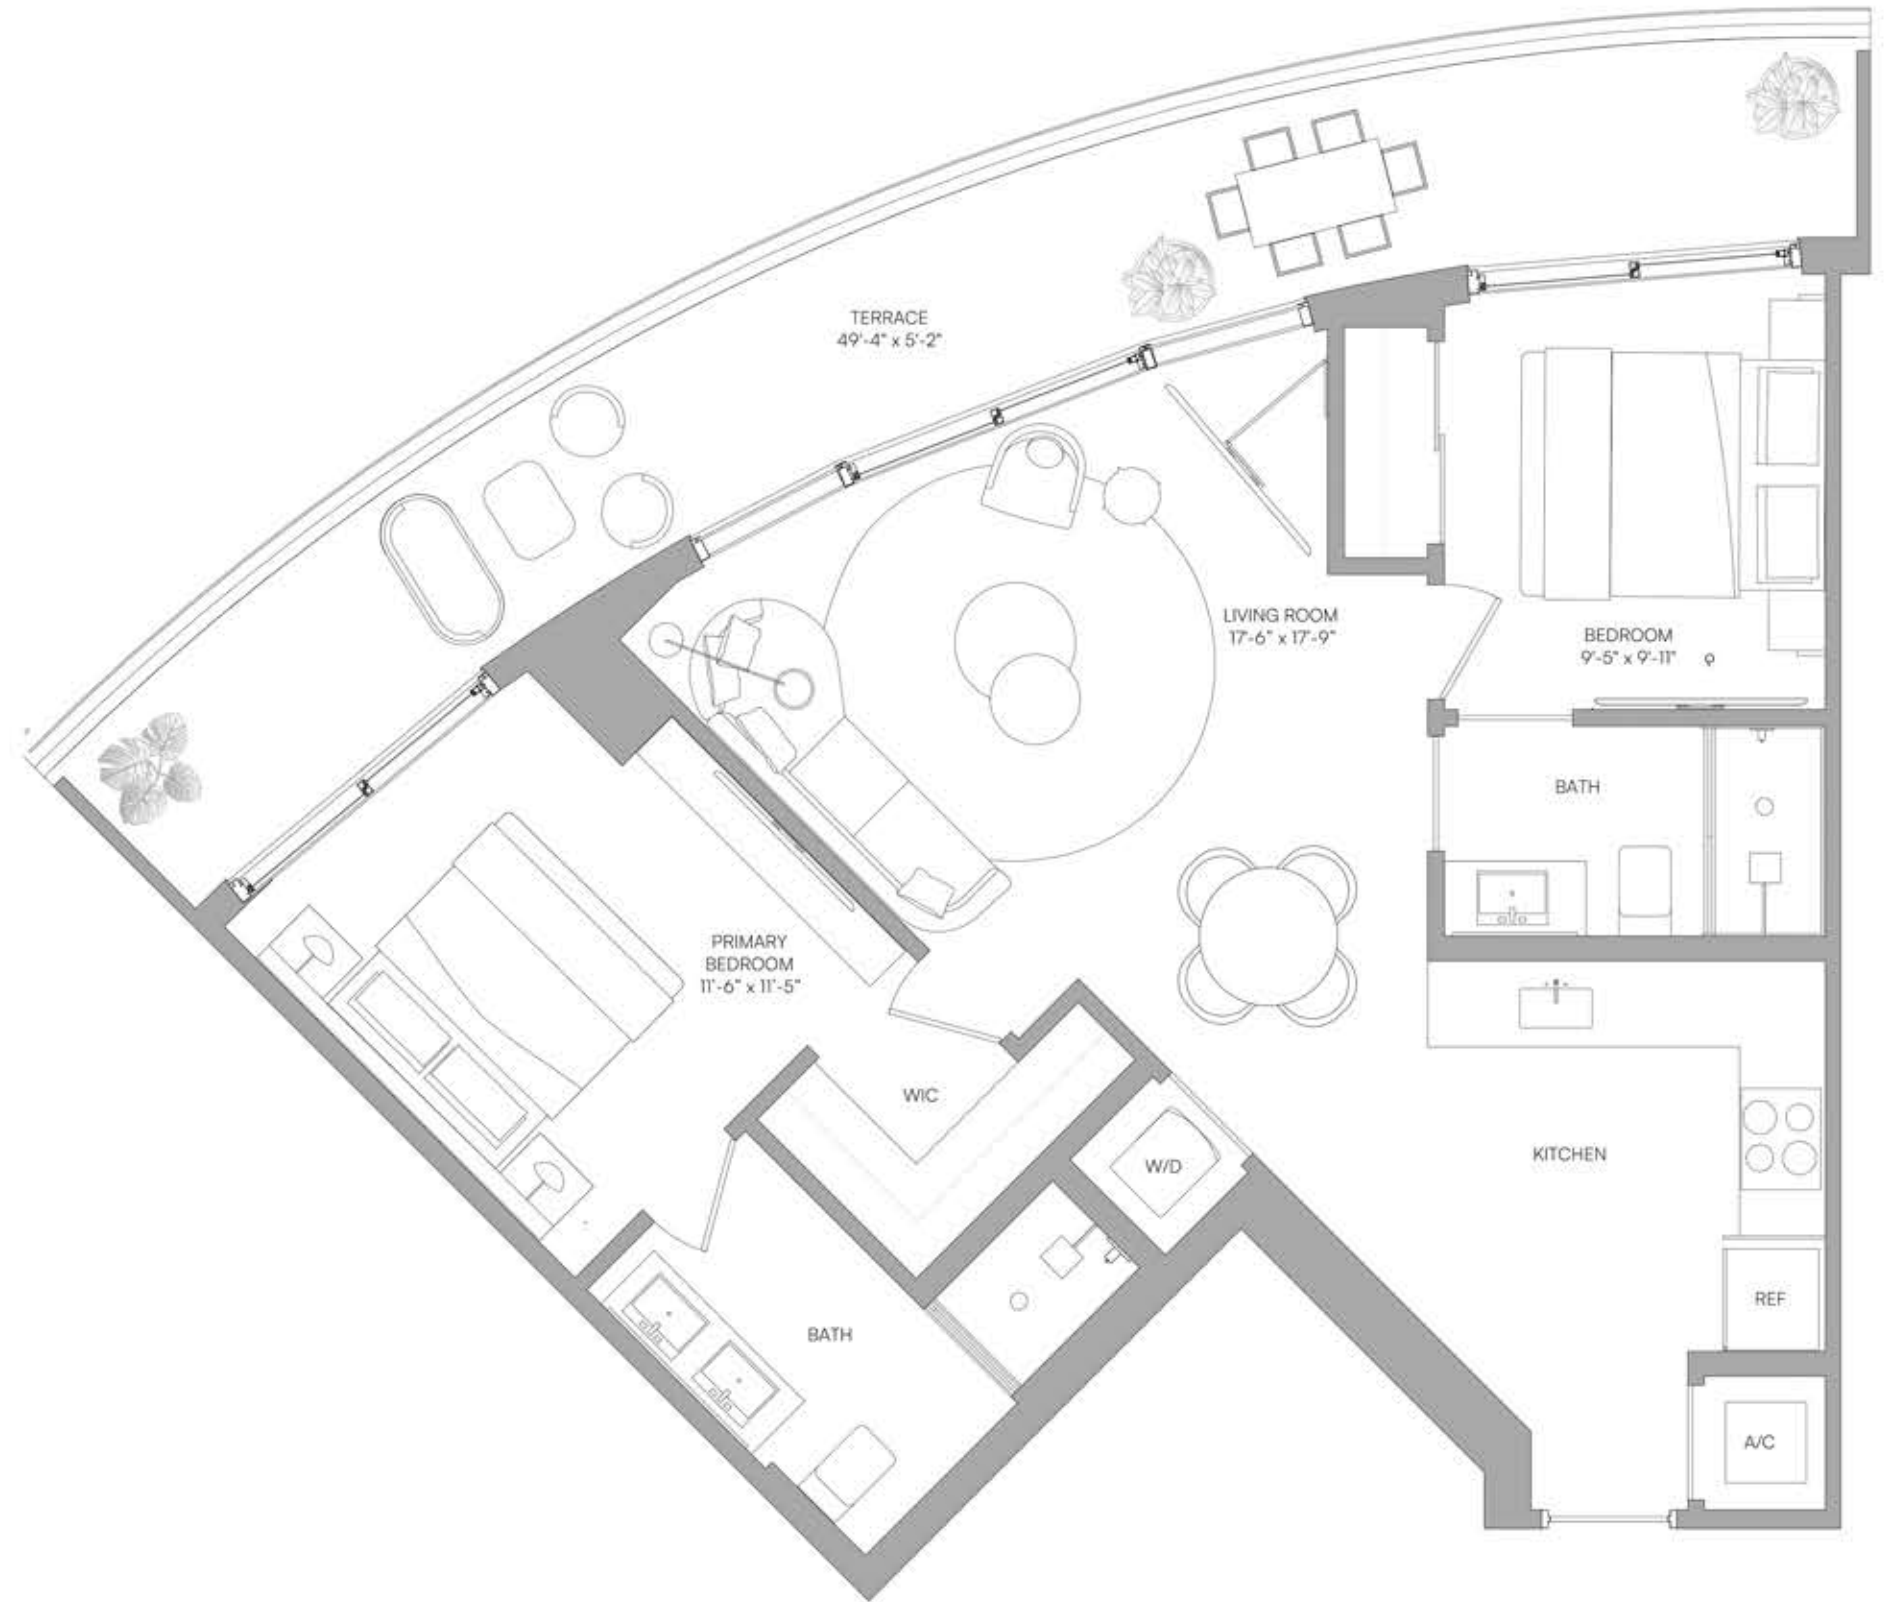 TERRACE
49'-4" x 5'-2"
LIVING ROOM
17'-6" x 17'-9"
BEDROOM
9'-5" x 9'-11"
BATH
PRIMARY
BEDROOM
11'-6" x 11'-5"
WIC
W/D
KITCHEN
REF
BATH
A/C